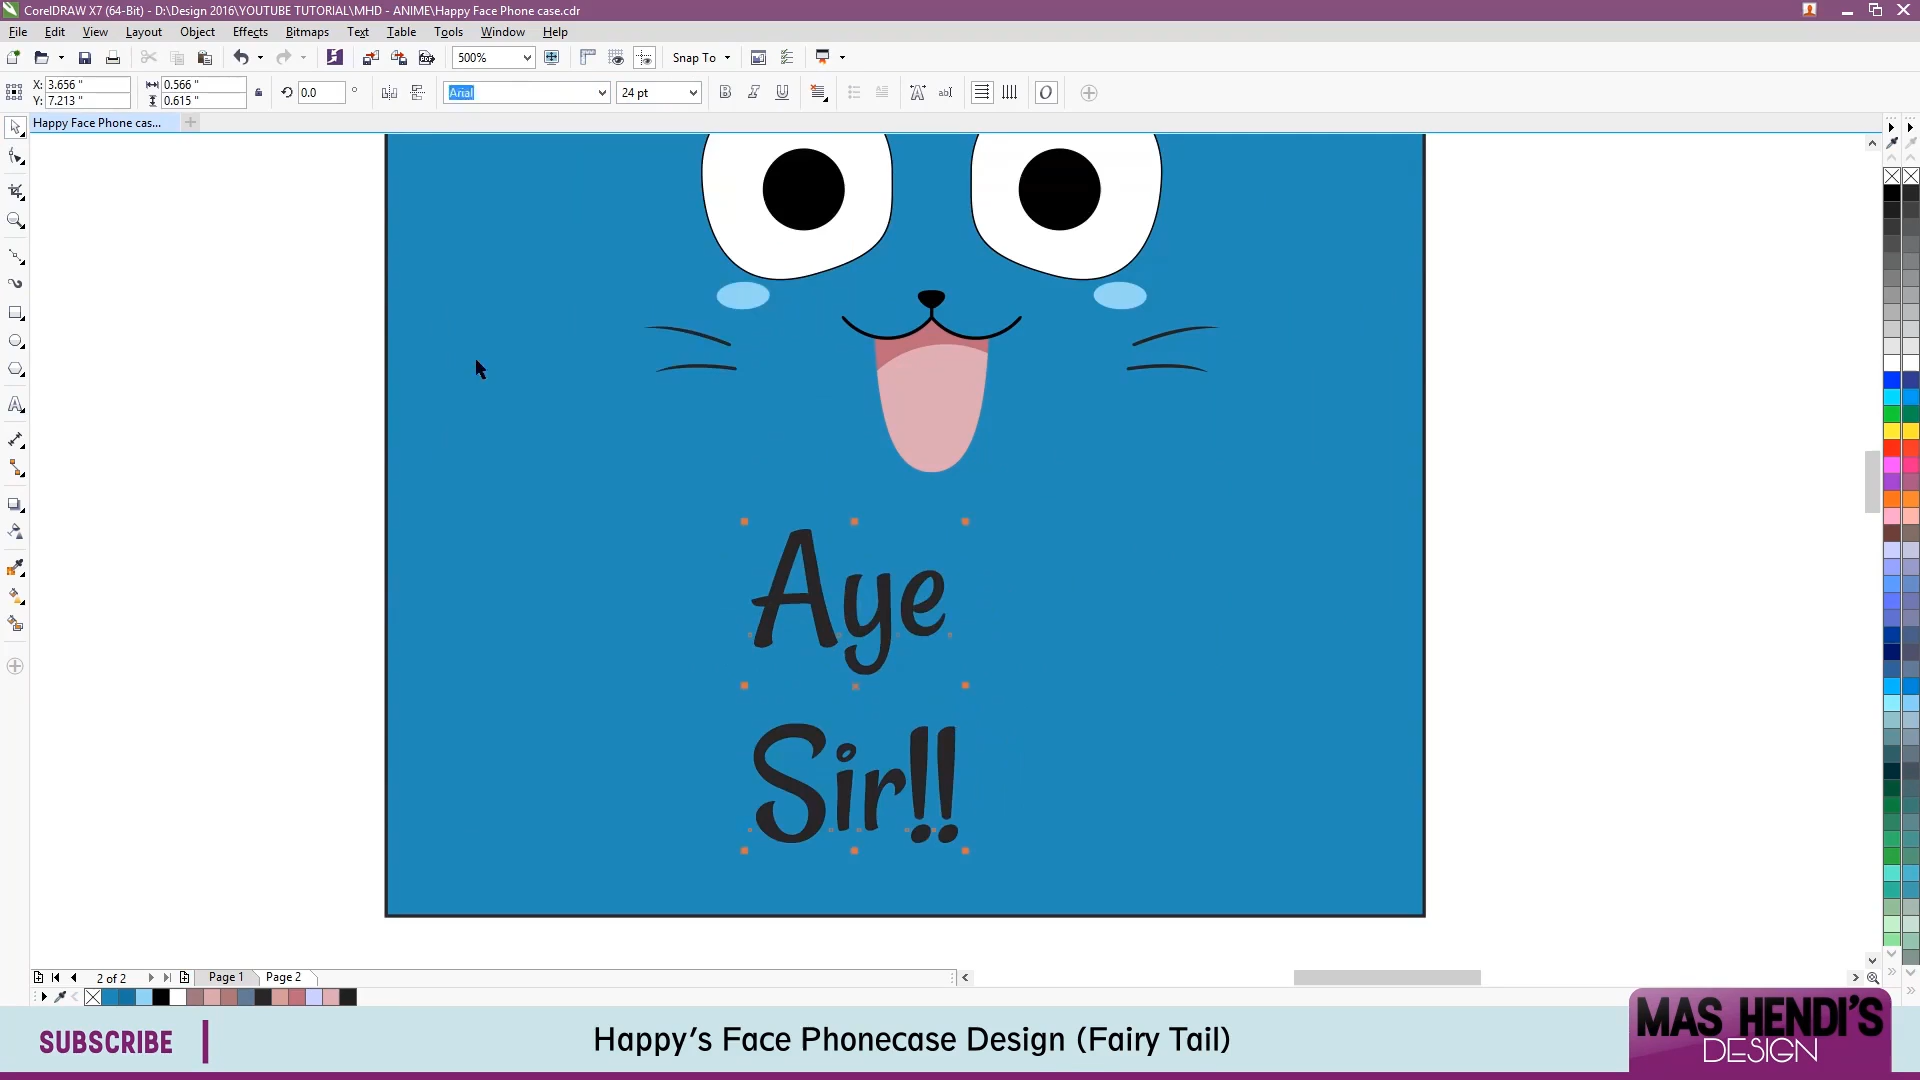 CorelDRAW X7 (64-Bit) - D:\Design 2016\YOUTUBE TUTORIAL\MHD - ANIME\Happy Face Phone case.cdr
File Edit View Layout Object Effects Bitmaps Text Table Tools Window Help
500% Snap To
X: 3.656 " 0.566 "
Y: 7.213 " 0.615 "
0.0 ° Arial 24 pt B I U
Happy Face Phone cas...
Aye
Sir!!
2 of 2 Page 1 Page 2
SUBSCRIBE
Happy's Face Phonecase Design (Fairy Tail)
MAS HENDI'S
DESIGN